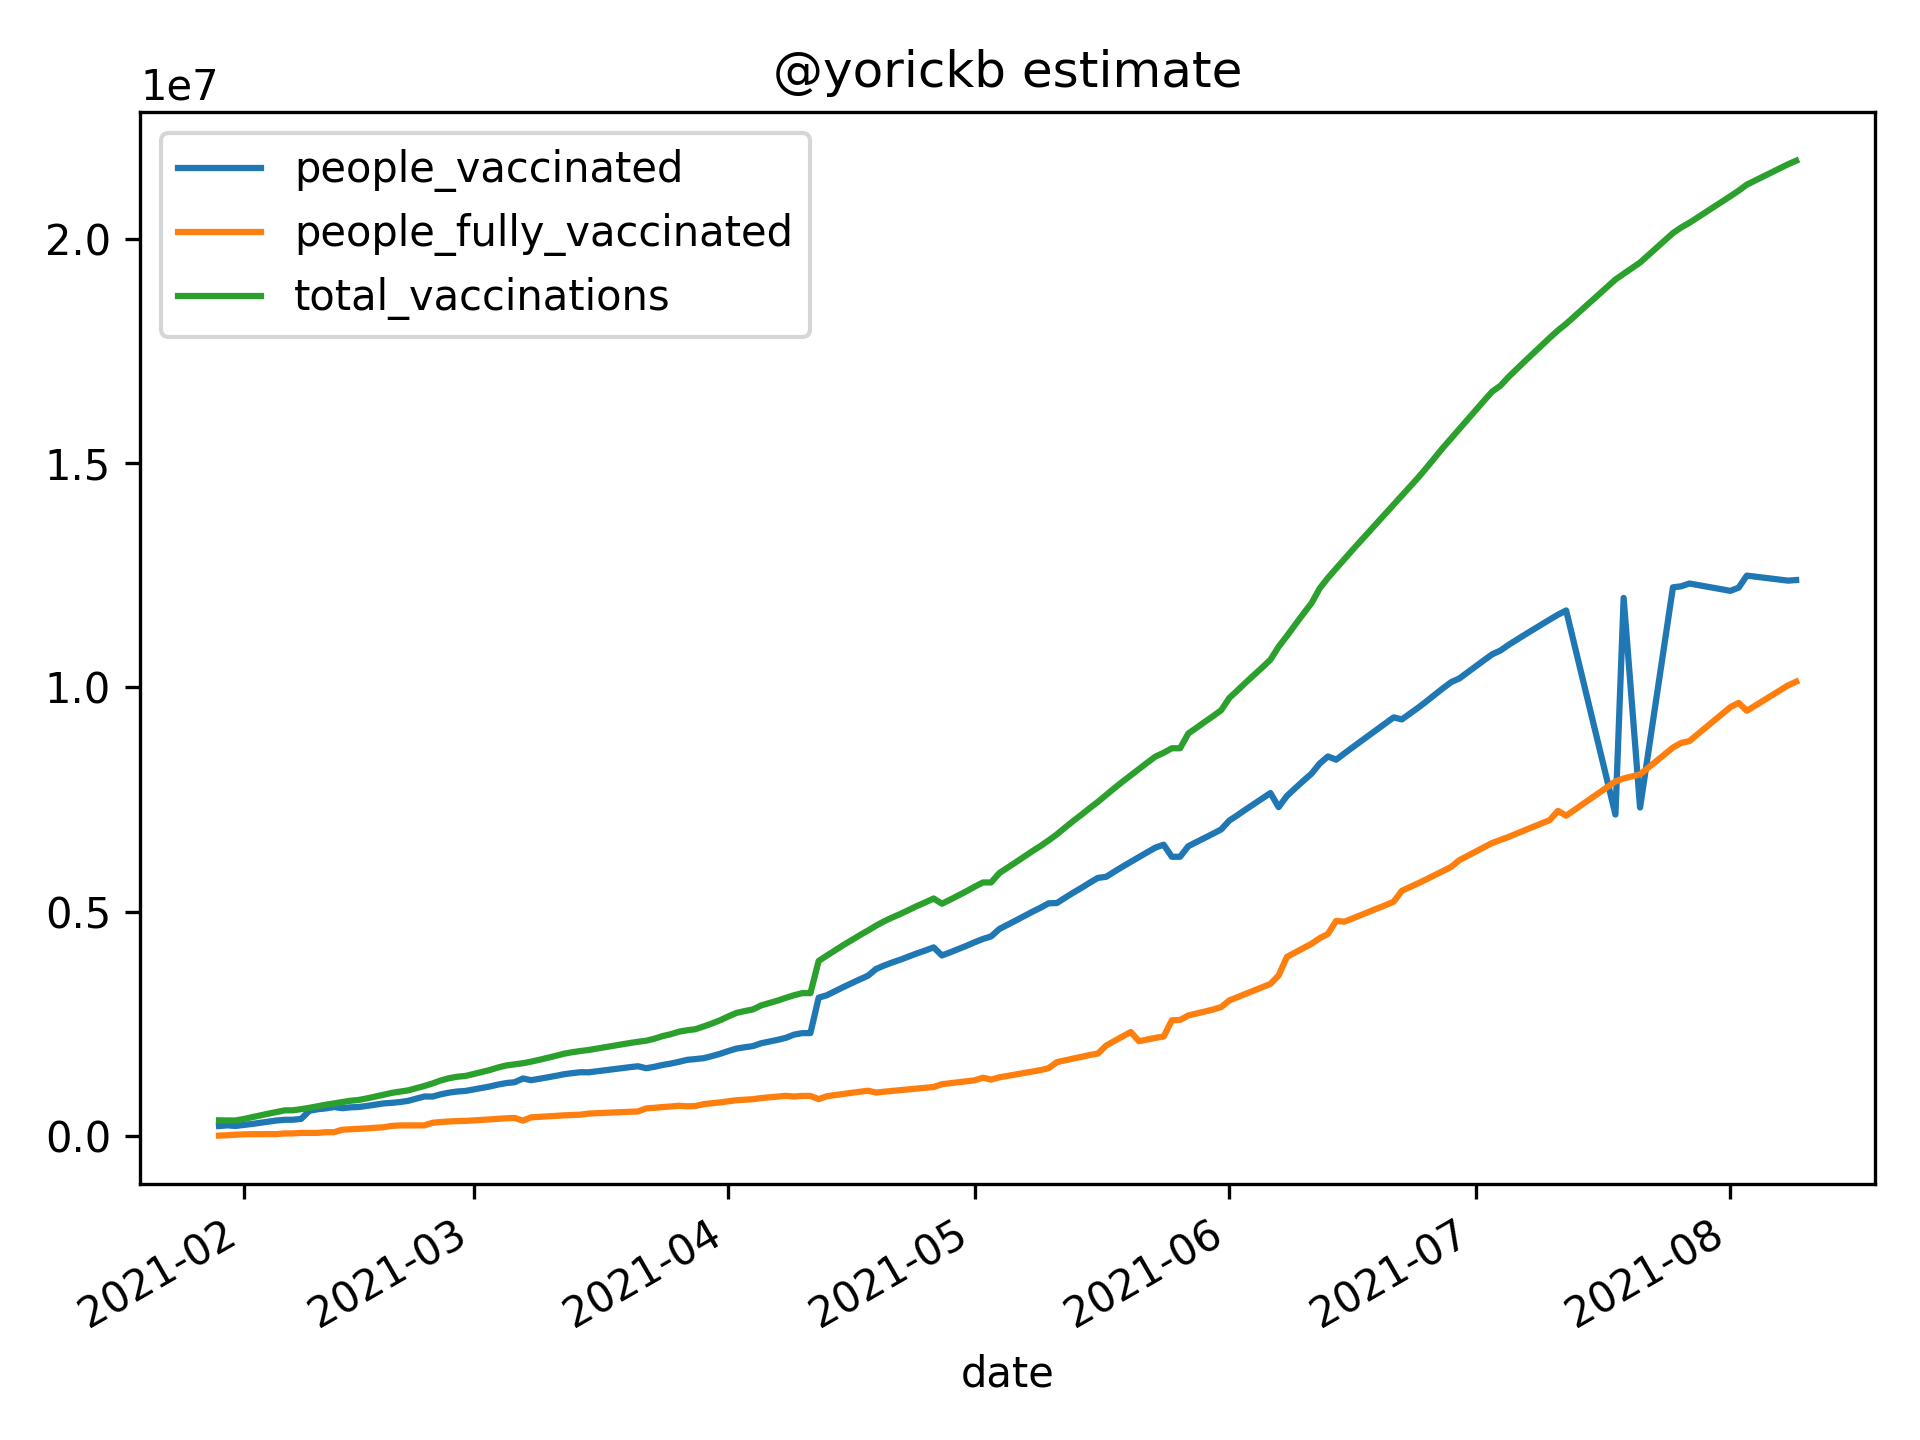 @yorickb estimate
1e7
people_vaccinated
people_fully_vaccinated
total_vaccinations
2.0
1.5
1.0
0.5
0.0
2021-02
2021-03
2021-04
2021-05
2021-06
2021-07
2021-08
date